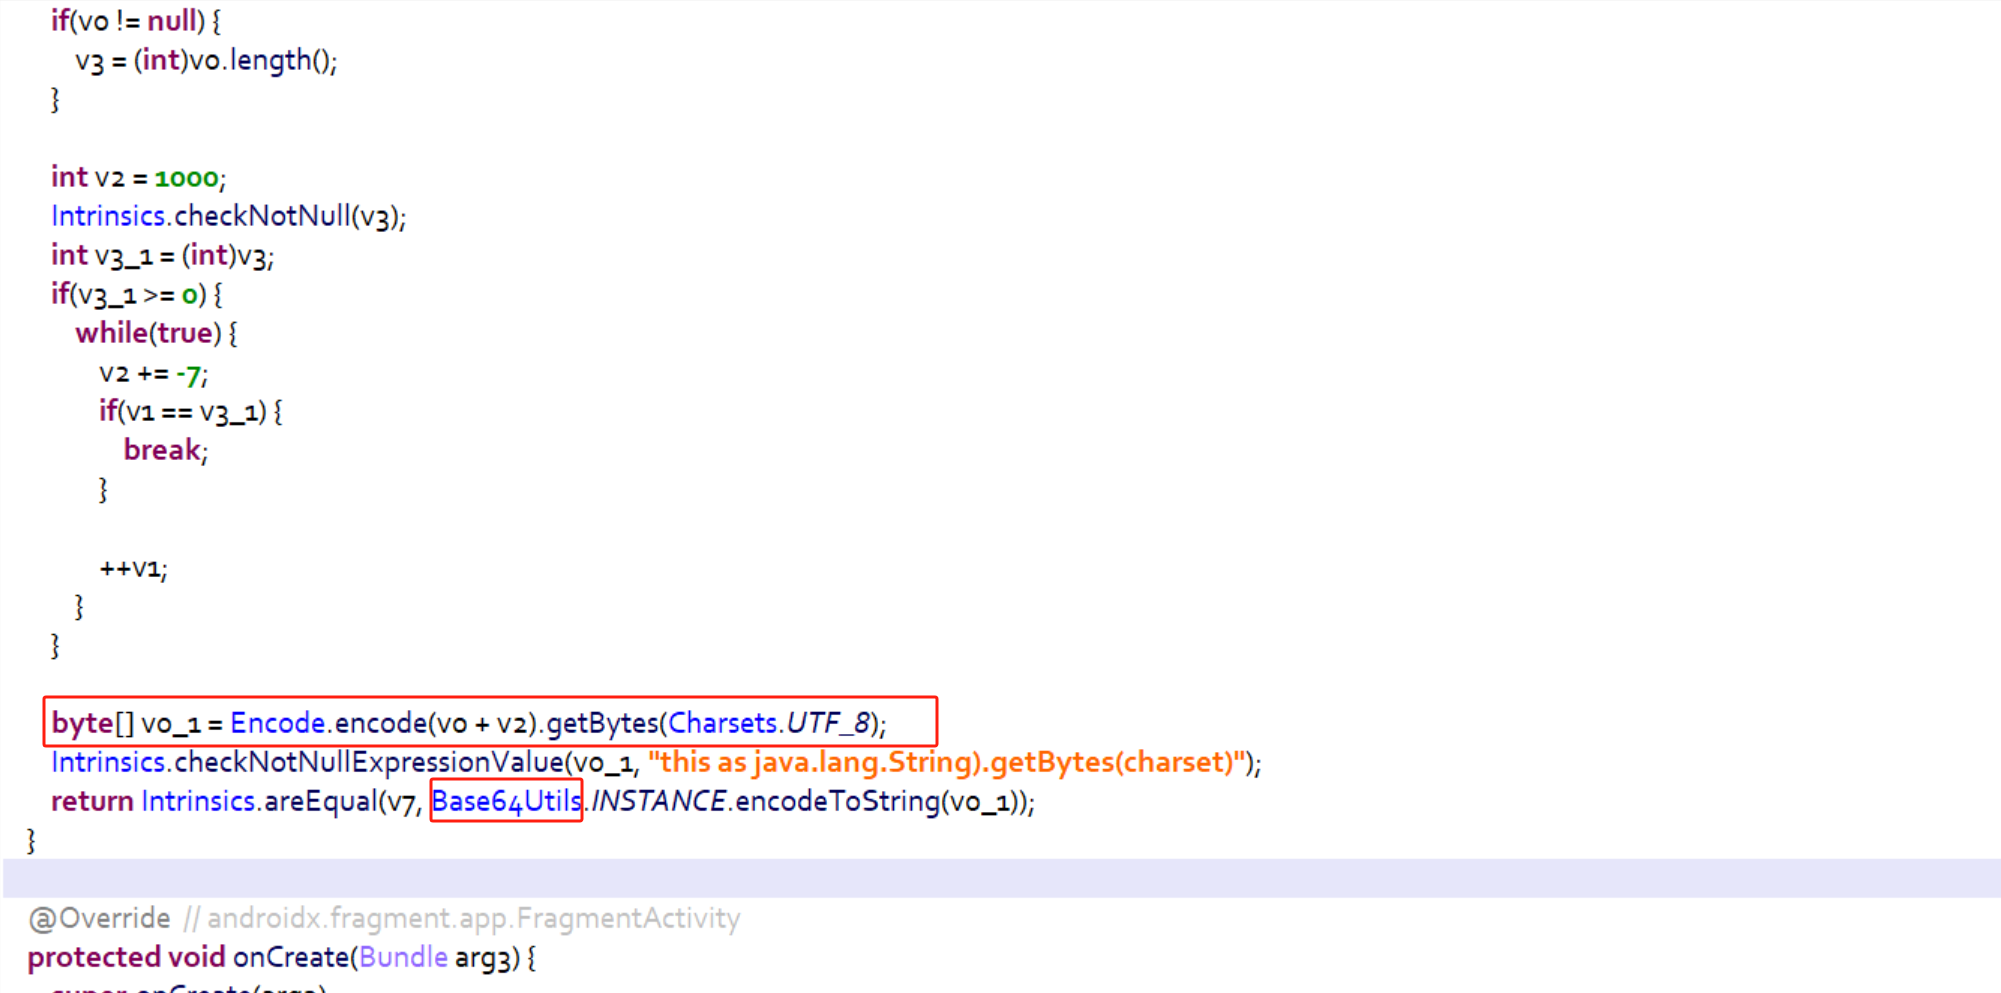 if(v0 != null) {
v3 = (int)v0.length();
}
int v2 = 1000;
Intrinsics.checkNotNull(v3);
int v3_1 = (int)v3;
if(v3_1 >= 0) {
while(true) {
v2 += -7;
if(v1 == v3_1) {
break;
}
++v1;
}
}
byte[] v0_1 = Encode.encode(v0 + v2).getBytes(Charsets.UTF_8);
Intrinsics.checkNotNullExpressionValue(v0_1, "this as java.lang.String).getBytes(charset)");
return Intrinsics.areEqual(v7, Base64Utils.INSTANCE.encodeToString(v0_1));
}
@Override // androidx.fragment.app.FragmentActivity
protected void onCreate(Bundle arg3) {